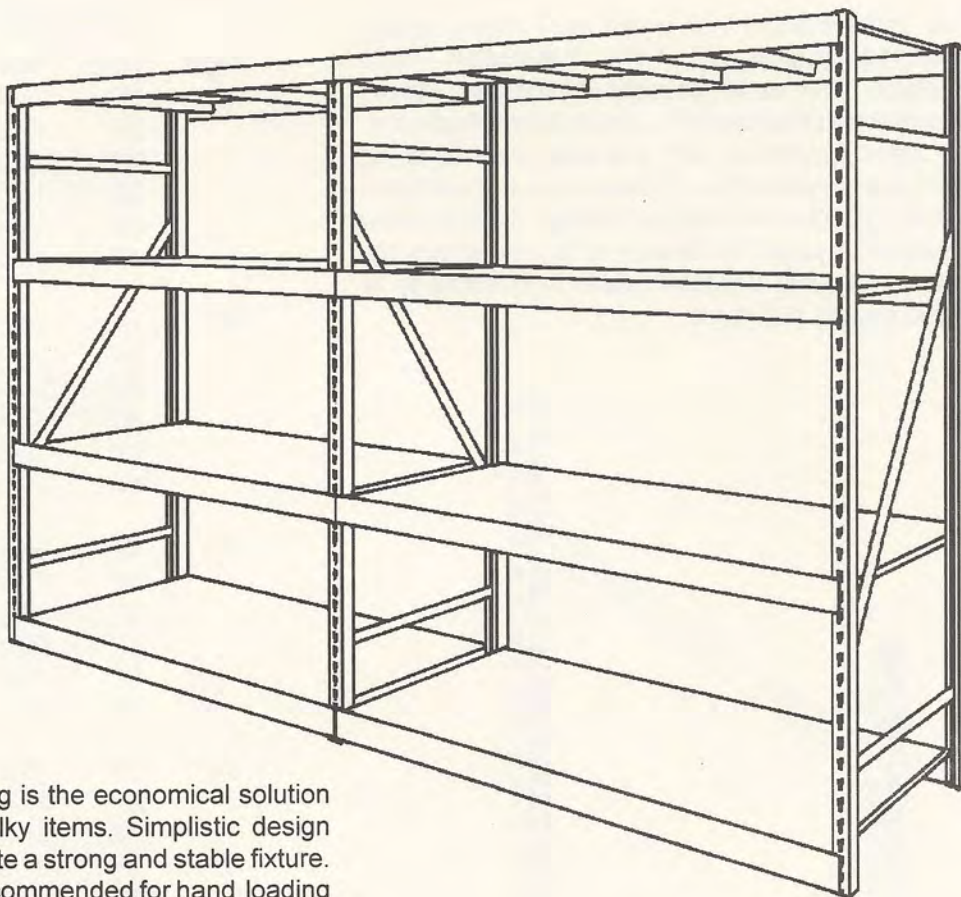 g is the economical solution
lky items. Simplistic design
te a strong and stable fixture.
commended for hand loading